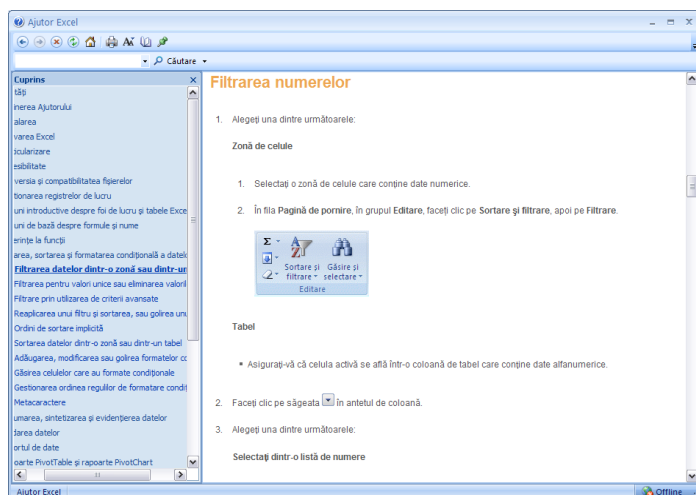 Ajutor Excel
Căutare
Cuprins
tăți
inerea Ajutorului
alarea
varea Excel
ticularizare
esibilitate
versia și compatibilitatea fișierelor
tionarea registrelor de lucru
uni introductive despre foi de lucru și tabele Exce
uni de bază despre formule și nume
erințe la funcții
area, sortarea și formatarea condițională a datelo
Filtrarea datelor dintr-o zonă sau dintr-un
Filtrarea pentru valori unice sau eliminarea valoril
Filtrare prin utilizarea de criterii avansate
Reaplicarea unui filtru și sortarea, sau golirea unu
Ordini de sortare implicită
Sortarea datelor dintr-o zonă sau dintr-un tabel
Adăugarea, modificarea sau golirea formatelor co
Găsirea celulelor care au formate condiționale
Gestionarea ordinea regulilor de formatare condiț
Metacaractere
umarea, sintetizarea și evidențierea datelor
darea datelor
ortul de date
oarte PivotTable și rapoarte PivotChart
Filtrarea numerelor
1. Alegeți una dintre următoarele:
Zonă de celule
1. Selectați o zonă de celule care conține date numerice.
2. În fila Pagină de pornire, în grupul Editare, faceți clic pe Sortare și filtrare, apoi pe Filtrare.
Sortare și filtrare
Găsire și selectare
Editare
Tabel
• Asigurați-vă că celula activă se află într-o coloană de tabel care conține date alfanumerice.
2. Faceți clic pe săgeata în antetul de coloană.
3. Alegeți una dintre următoarele:
Selectați dintr-o listă de numere
Ajutor Excel
Offline